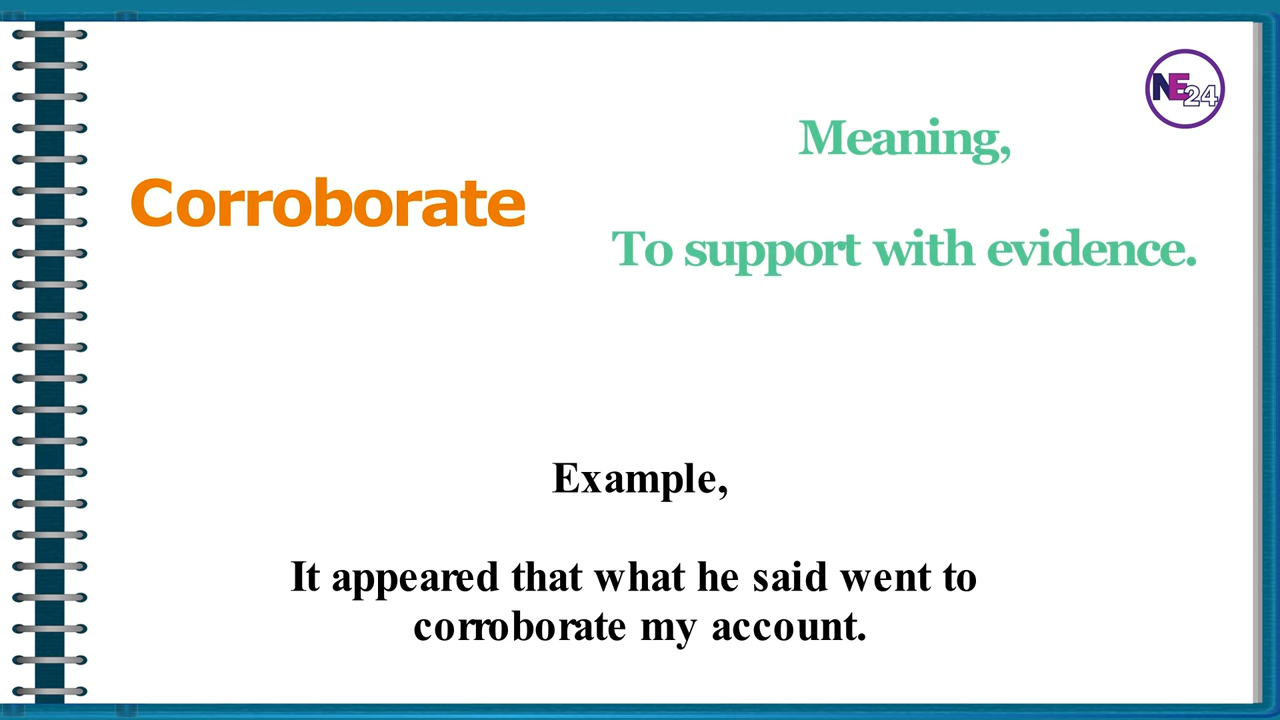 NE24
Meaning,
Corroborate
To support with evidence.
Example,
It appeared that what he said went to
corroborate my account.